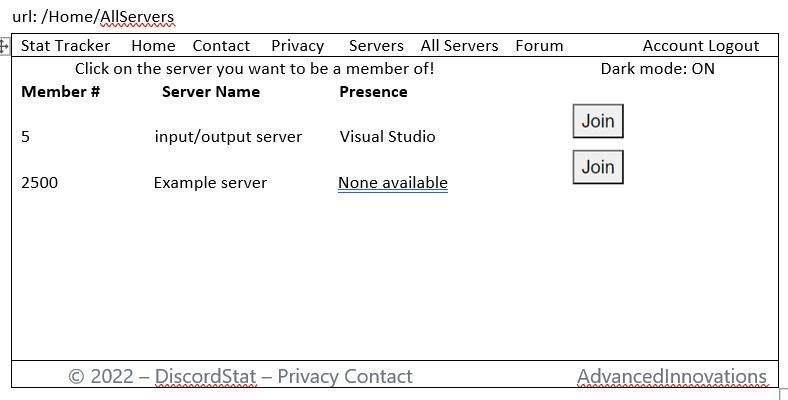 url: /Home/AllServers
Stat Tracker Home Contact Privacy Servers All Servers Forum Account Logout
Click on the server you want to be a member of! Dark mode: ON
Member # Server Name Presence
Join
5 input/output server Visual Studio
Join
2500 Example server None available
© 2022 – DiscordStat – Privacy Contact AdvancedInnovations